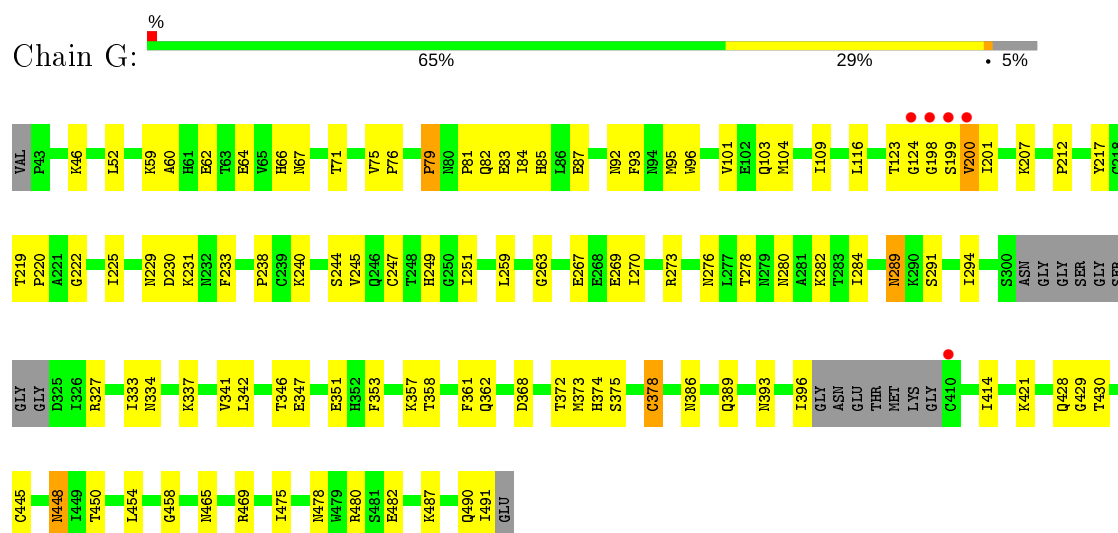 %
Chain G:
65% 29% • 5%
VAL P43 K46 L52 K59 A60 H61 E62 T63 E64 V65 H66 N67 T71 V75 P76 P79 N80 P81 Q82 E83 I84 H85 L86 E87 N92 F93 N94 M95 W96 V101 E102 Q103 M104 I109 L116 T123 G124 G198 S199 V200 I201 K207 P212 Y217 C218
T219 P220 A221 G222 I225 N229 D230 K231 N232 F233 P238 C239 K240 S244 V245 Q246 C247 T248 H249 G250 I251 L259 G263 E267 E268 E269 I270 R273 N276 L277 T278 N279 N280 A281 K282 T283 I284 N289 K290 S291 I294 S300 ASN GLY GLY SER GLY SER
GLY GLY D325 I326 R327 I333 N334 K337 V341 L342 T346 E347 E351 H352 F353 K357 T358 F361 Q362 D368 T372 M373 H374 S375 C378 N386 Q389 N393 I396 GLY ASN GLU THR MET LYS GLY C410 I414 K421 Q428 G429 T430
C445 N448 I449 T450 L454 G458 N465 R469 I475 N478 W479 R480 S481 E482 K487 Q490 I491 GLU